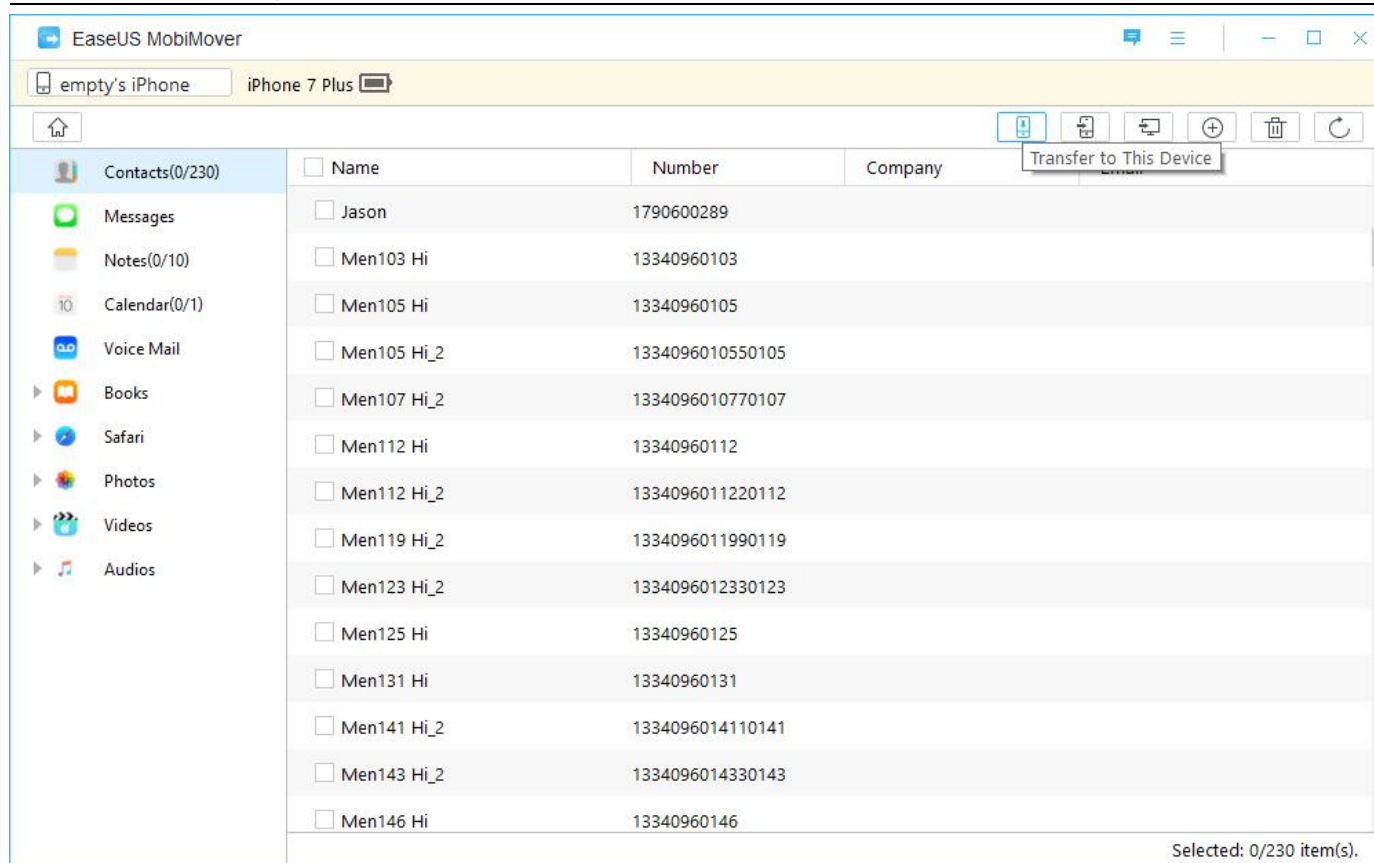 EaseUS MobiMover
empty's iPhone iPhone 7 Plus
Transfer to This Device
Name Number Company Email
Contacts(0/230)
Messages
Notes(0/10)
10 Calendar(0/1)
Voice Mail
Books
Safari
Photos
Videos
Audios
Jason 1790600289
Men103 Hi 13340960103
Men105 Hi 13340960105
Men105 Hi_2 1334096010550105
Men107 Hi_2 1334096010770107
Men112 Hi 13340960112
Men112 Hi_2 1334096011220112
Men119 Hi_2 1334096011990119
Men123 Hi_2 1334096012330123
Men125 Hi 13340960125
Men131 Hi 13340960131
Men141 Hi_2 1334096014110141
Men143 Hi_2 1334096014330143
Men146 Hi 13340960146
Selected: 0/230 item(s).